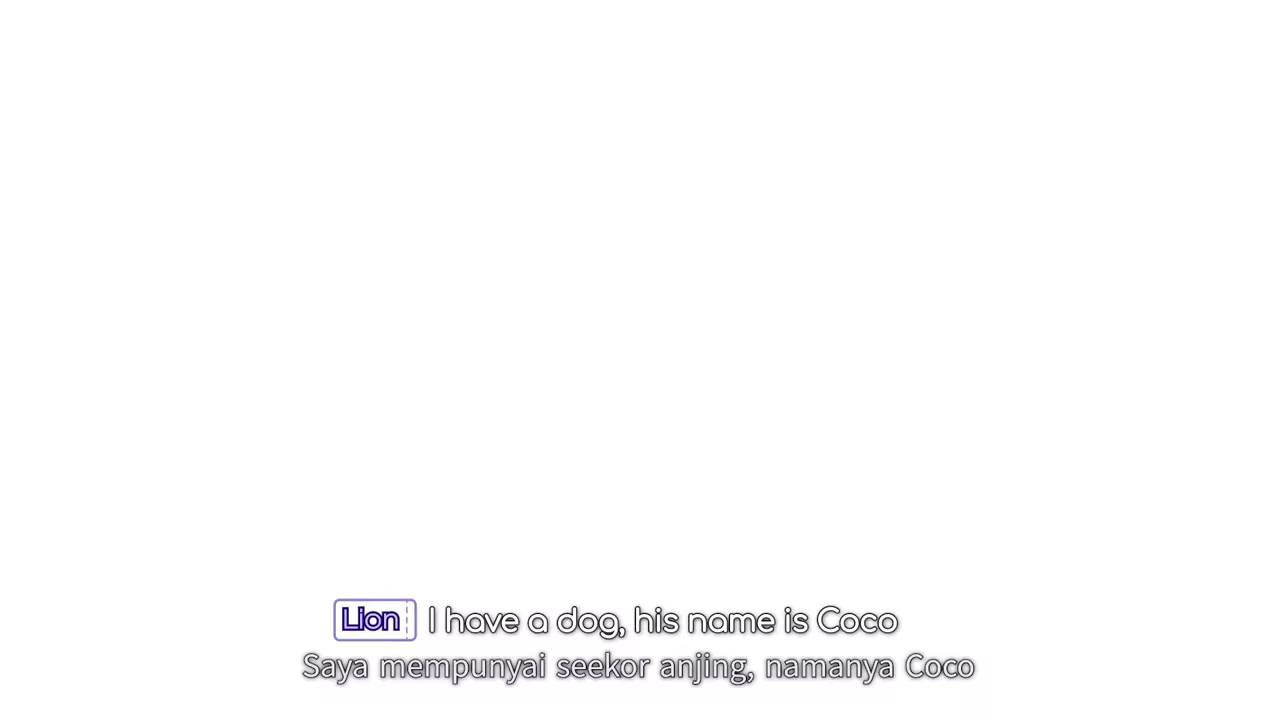 Lion I have a dog, his name is Coco
Saya mempunyai seekor anjing, namanya Coco